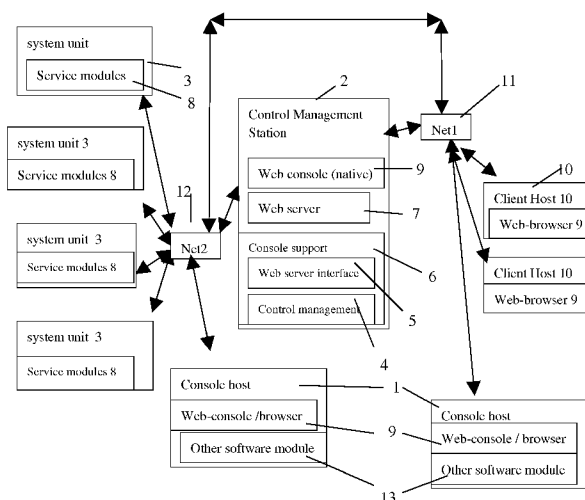 system unit
Service modules
3
8
system unit 3
Service modules 8
12
system unit 3
Service modules 8
Net2
system unit 3
Service modules 8
2
Control Management
Station
Web console (native)
9
Web server
7
Console support
6
Web server interface
5
Control management
4
11
Net1
10
Client Host 10
Web-browser 9
Client Host 10
Web-browser 9
Console host
1
Web-console /browser
9
Other software module
13
Console host
Web-console / browser
Other software module